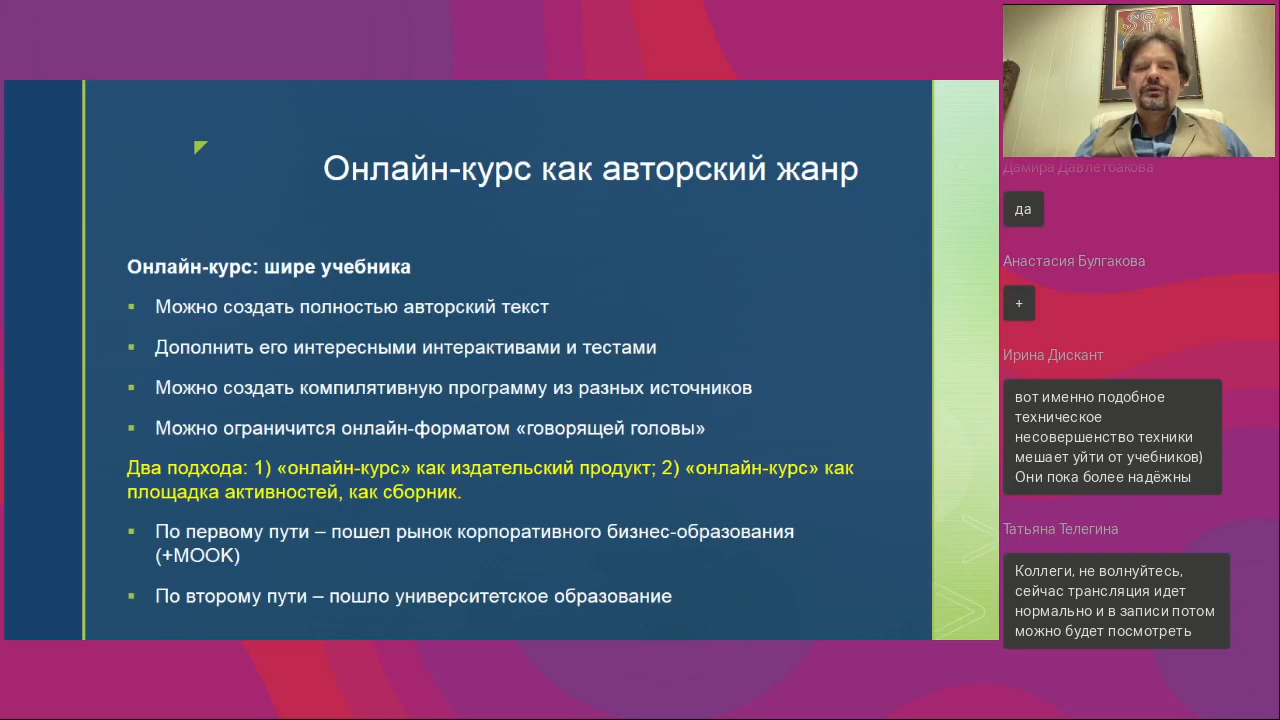 Онлайн-курс как авторский жанр
Онлайн-курс: шире учебника
Можно создать полностью авторский текст
Дополнить его интересными интерактивами и тестами
Можно создать компилятивную программу из разных источников
Можно ограничится онлайн-форматом «говорящей головы»
Два подхода: 1) «онлайн-курс» как издательский продукт; 2) «онлайн-курс» как
площадка активностей, как сборник.
По первому пути – пошел рынок корпоративного бизнес-образования
(+МООК)
По второму пути – пошло университетское образование
Дамира Давлетбакова
да
Анастасия Булгакова
+
Ирина Дискант
вот именно подобное
техническое
несовершенство техники
мешает уйти от учебников)
Они пока более надёжны
Татьяна Телегина
Коллеги, не волнуйтесь,
сейчас трансляция идет
нормально и в записи потом
можно будет посмотреть